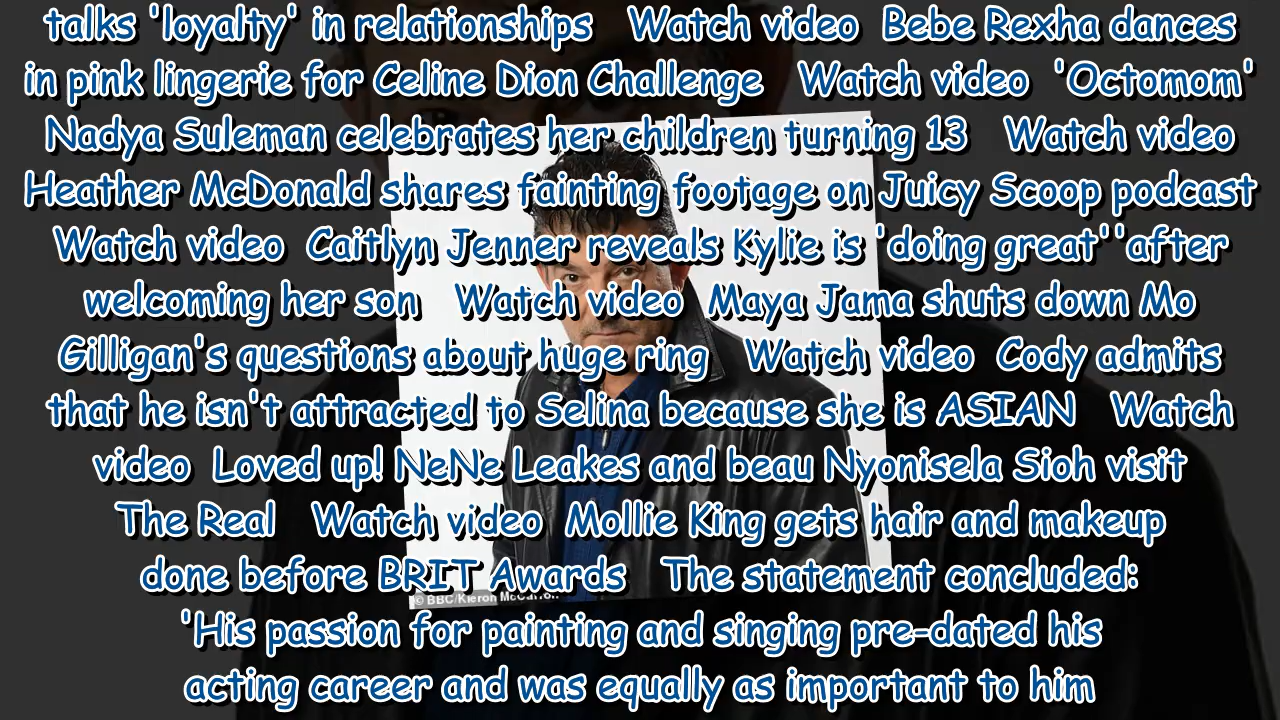 talks 'loyalty' in relationships   Watch video  Bebe Rexha dances
in pink lingerie for Celine Dion Challenge   Watch video  'Octomom'
Nadya Suleman celebrates her children turning 13   Watch video
Heather McDonald shares fainting footage on Juicy Scoop podcast
Watch video  Caitlyn Jenner reveals Kylie is 'doing great''after
welcoming her son   Watch video  Maya Jama shuts down Mo
Gilligan's questions about huge ring   Watch video  Cody admits
that he isn't attracted to Selina because she is ASIAN   Watch
video  Loved up! NeNe Leakes and beau Nyonisela Sioh visit
The Real   Watch video  Mollie King gets hair and makeup
done before BRIT Awards   The statement concluded:
© BBC/Kieron
'His passion for painting and singing pre-dated his
acting career and was equally as important to him